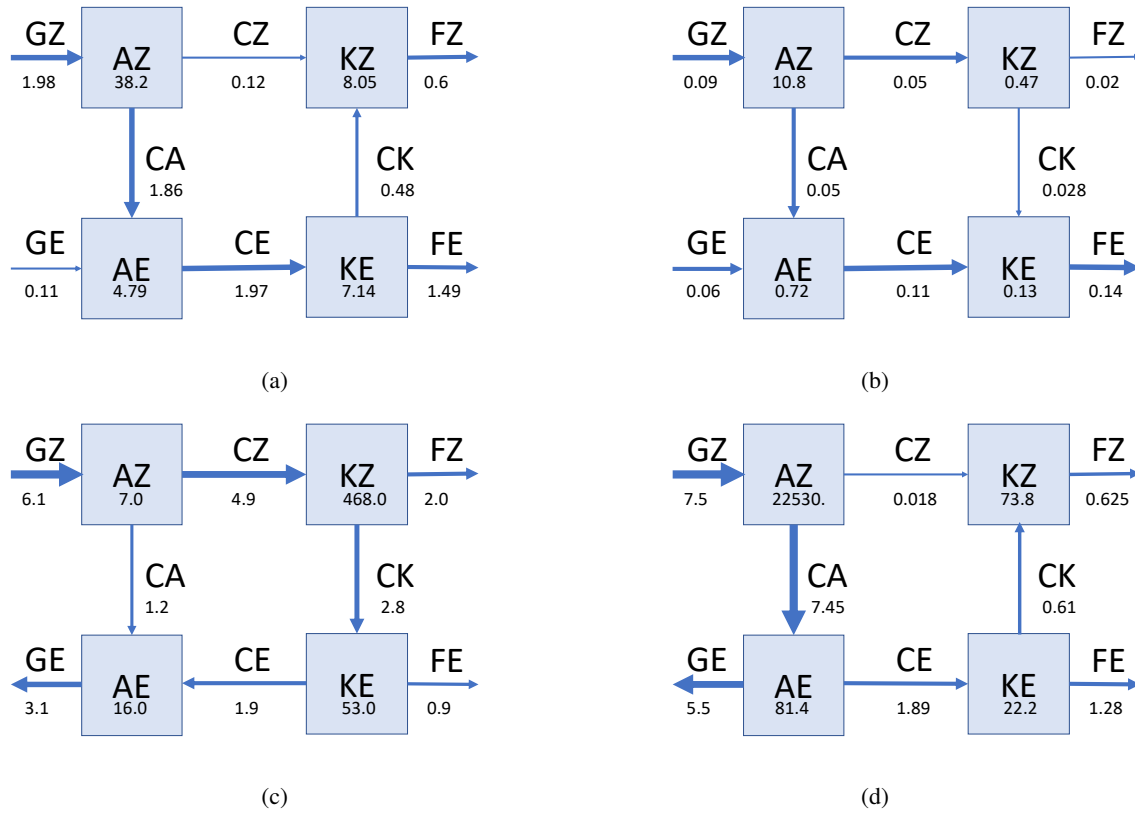 GZ
AZ
CZ
KZ
FZ
1.98
38.2
0.12
8.05
0.6
CA
1.86
CK
0.48
GE
AE
CE
KE
FE
0.11
4.79
1.97
7.14
1.49
(a)
GZ
AZ
CZ
KZ
FZ
0.09
10.8
0.05
0.47
0.02
CA
0.05
CK
0.028
GE
AE
CE
KE
FE
0.06
0.72
0.11
0.13
0.14
(b)
GZ
AZ
CZ
KZ
FZ
6.1
7.0
4.9
468.0
2.0
CA
1.2
CK
2.8
GE
AE
CE
KE
FE
3.1
16.0
1.9
53.0
0.9
(c)
GZ
AZ
CZ
KZ
FZ
7.5
22530.
0.018
73.8
0.625
CA
7.45
CK
0.61
GE
AE
CE
KE
FE
5.5
81.4
1.89
22.2
1.28
(d)